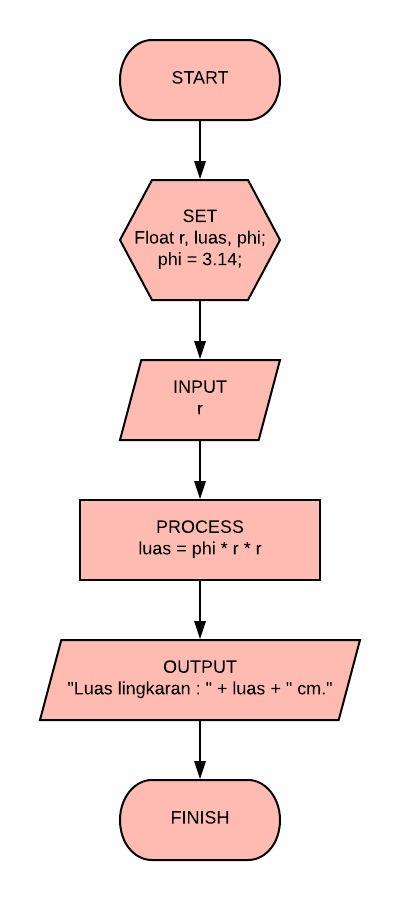 START
SET
Float r, luas, phi;
phi = 3.14;
INPUT
r
PROCESS
luas = phi * r * r
OUTPUT
"Luas lingkaran : " + luas + " cm."
FINISH